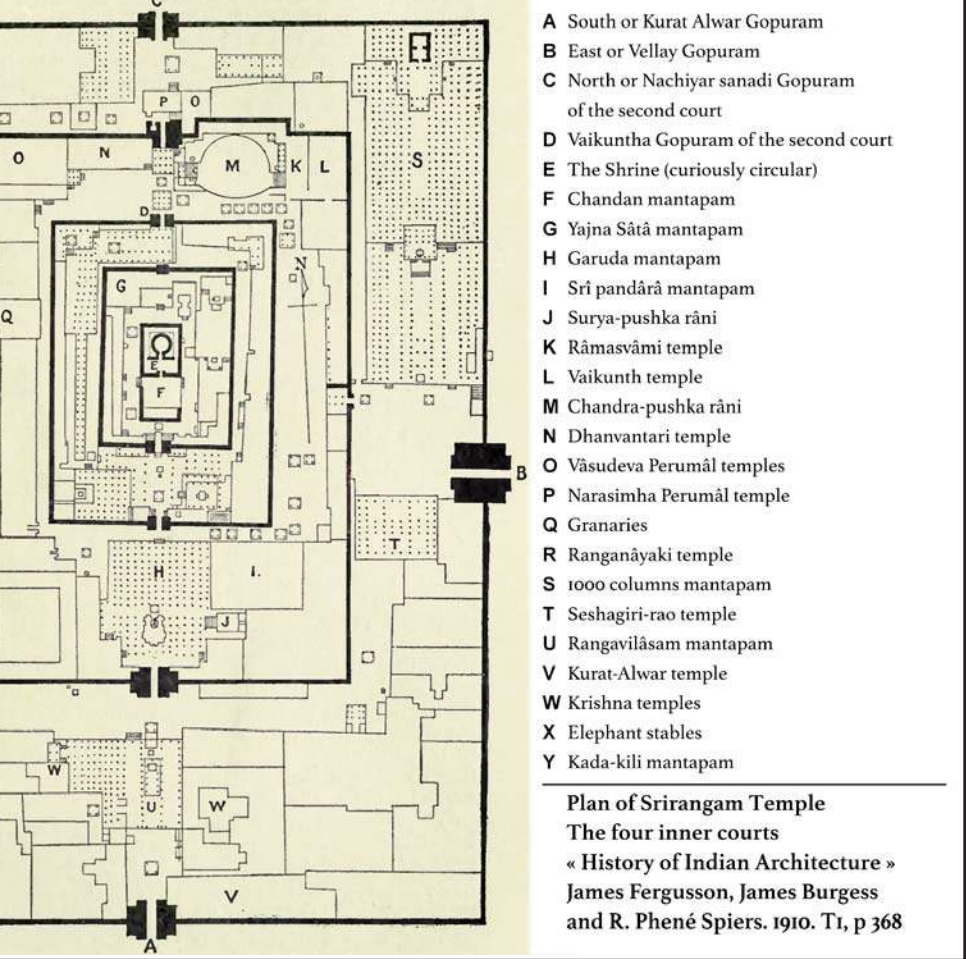 C
P O
O N M K L S
D
N
G
Q
E
F
B
T
H I.
J
W
U W
V
A
A South or Kurat Alwar Gopuram
B East or Vellay Gopuram
C North or Nachiyar sanadi Gopuram
of the second court
D Vaikuntha Gopuram of the second court
E The Shrine (curiously circular)
F Chandan mantapam
G Yajna Sâtâ mantapam
H Garuda mantapam
I Srî pandârâ mantapam
J Surya-pushka râni
K Râmasvâmi temple
L Vaikunth temple
M Chandra-pushka râni
N Dhanvantari temple
O Vâsudeva Perumâl temples
P Narasimha Perumâl temple
Q Granaries
R Ranganâyaki temple
S 1000 columns mantapam
T Seshagiri-rao temple
U Rangavilâsam mantapam
V Kurat-Alwar temple
W Krishna temples
X Elephant stables
Y Kada-kili mantapam
Plan of Srirangam Temple
The four inner courts
« History of Indian Architecture »
James Fergusson, James Burgess
and R. Phené Spiers. 1910. T1, p 368